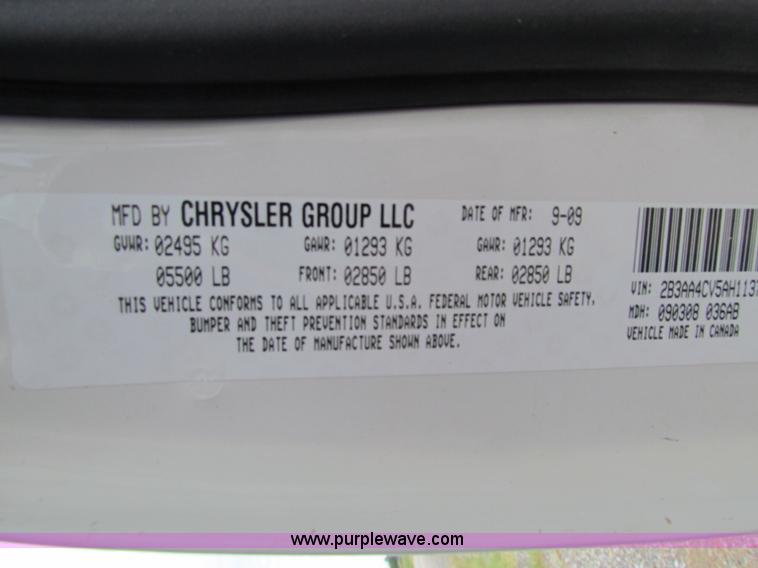 MFD BY CHRYSLER GROUP LLC DATE OF MFR: 9-09
GVWR: 02495 KG GAWR: 01293 KG GAWR: 01293 KG
05500 LB FRONT: 02850 LB REAR: 02850 LB
THIS VEHICLE CONFORMS TO ALL APPLICABLE U.S.A. FEDERAL MOTOR VEHICLE SAFETY,
BUMPER AND THEFT PREVENTION STANDARDS IN EFFECT ON
THE DATE OF MANUFACTURE SHOWN ABOVE.
VIN: 2B3AA4CV5AH1137
MDH: 090308 036AB
VEHICLE MADE IN CANADA
www.purplewave.com